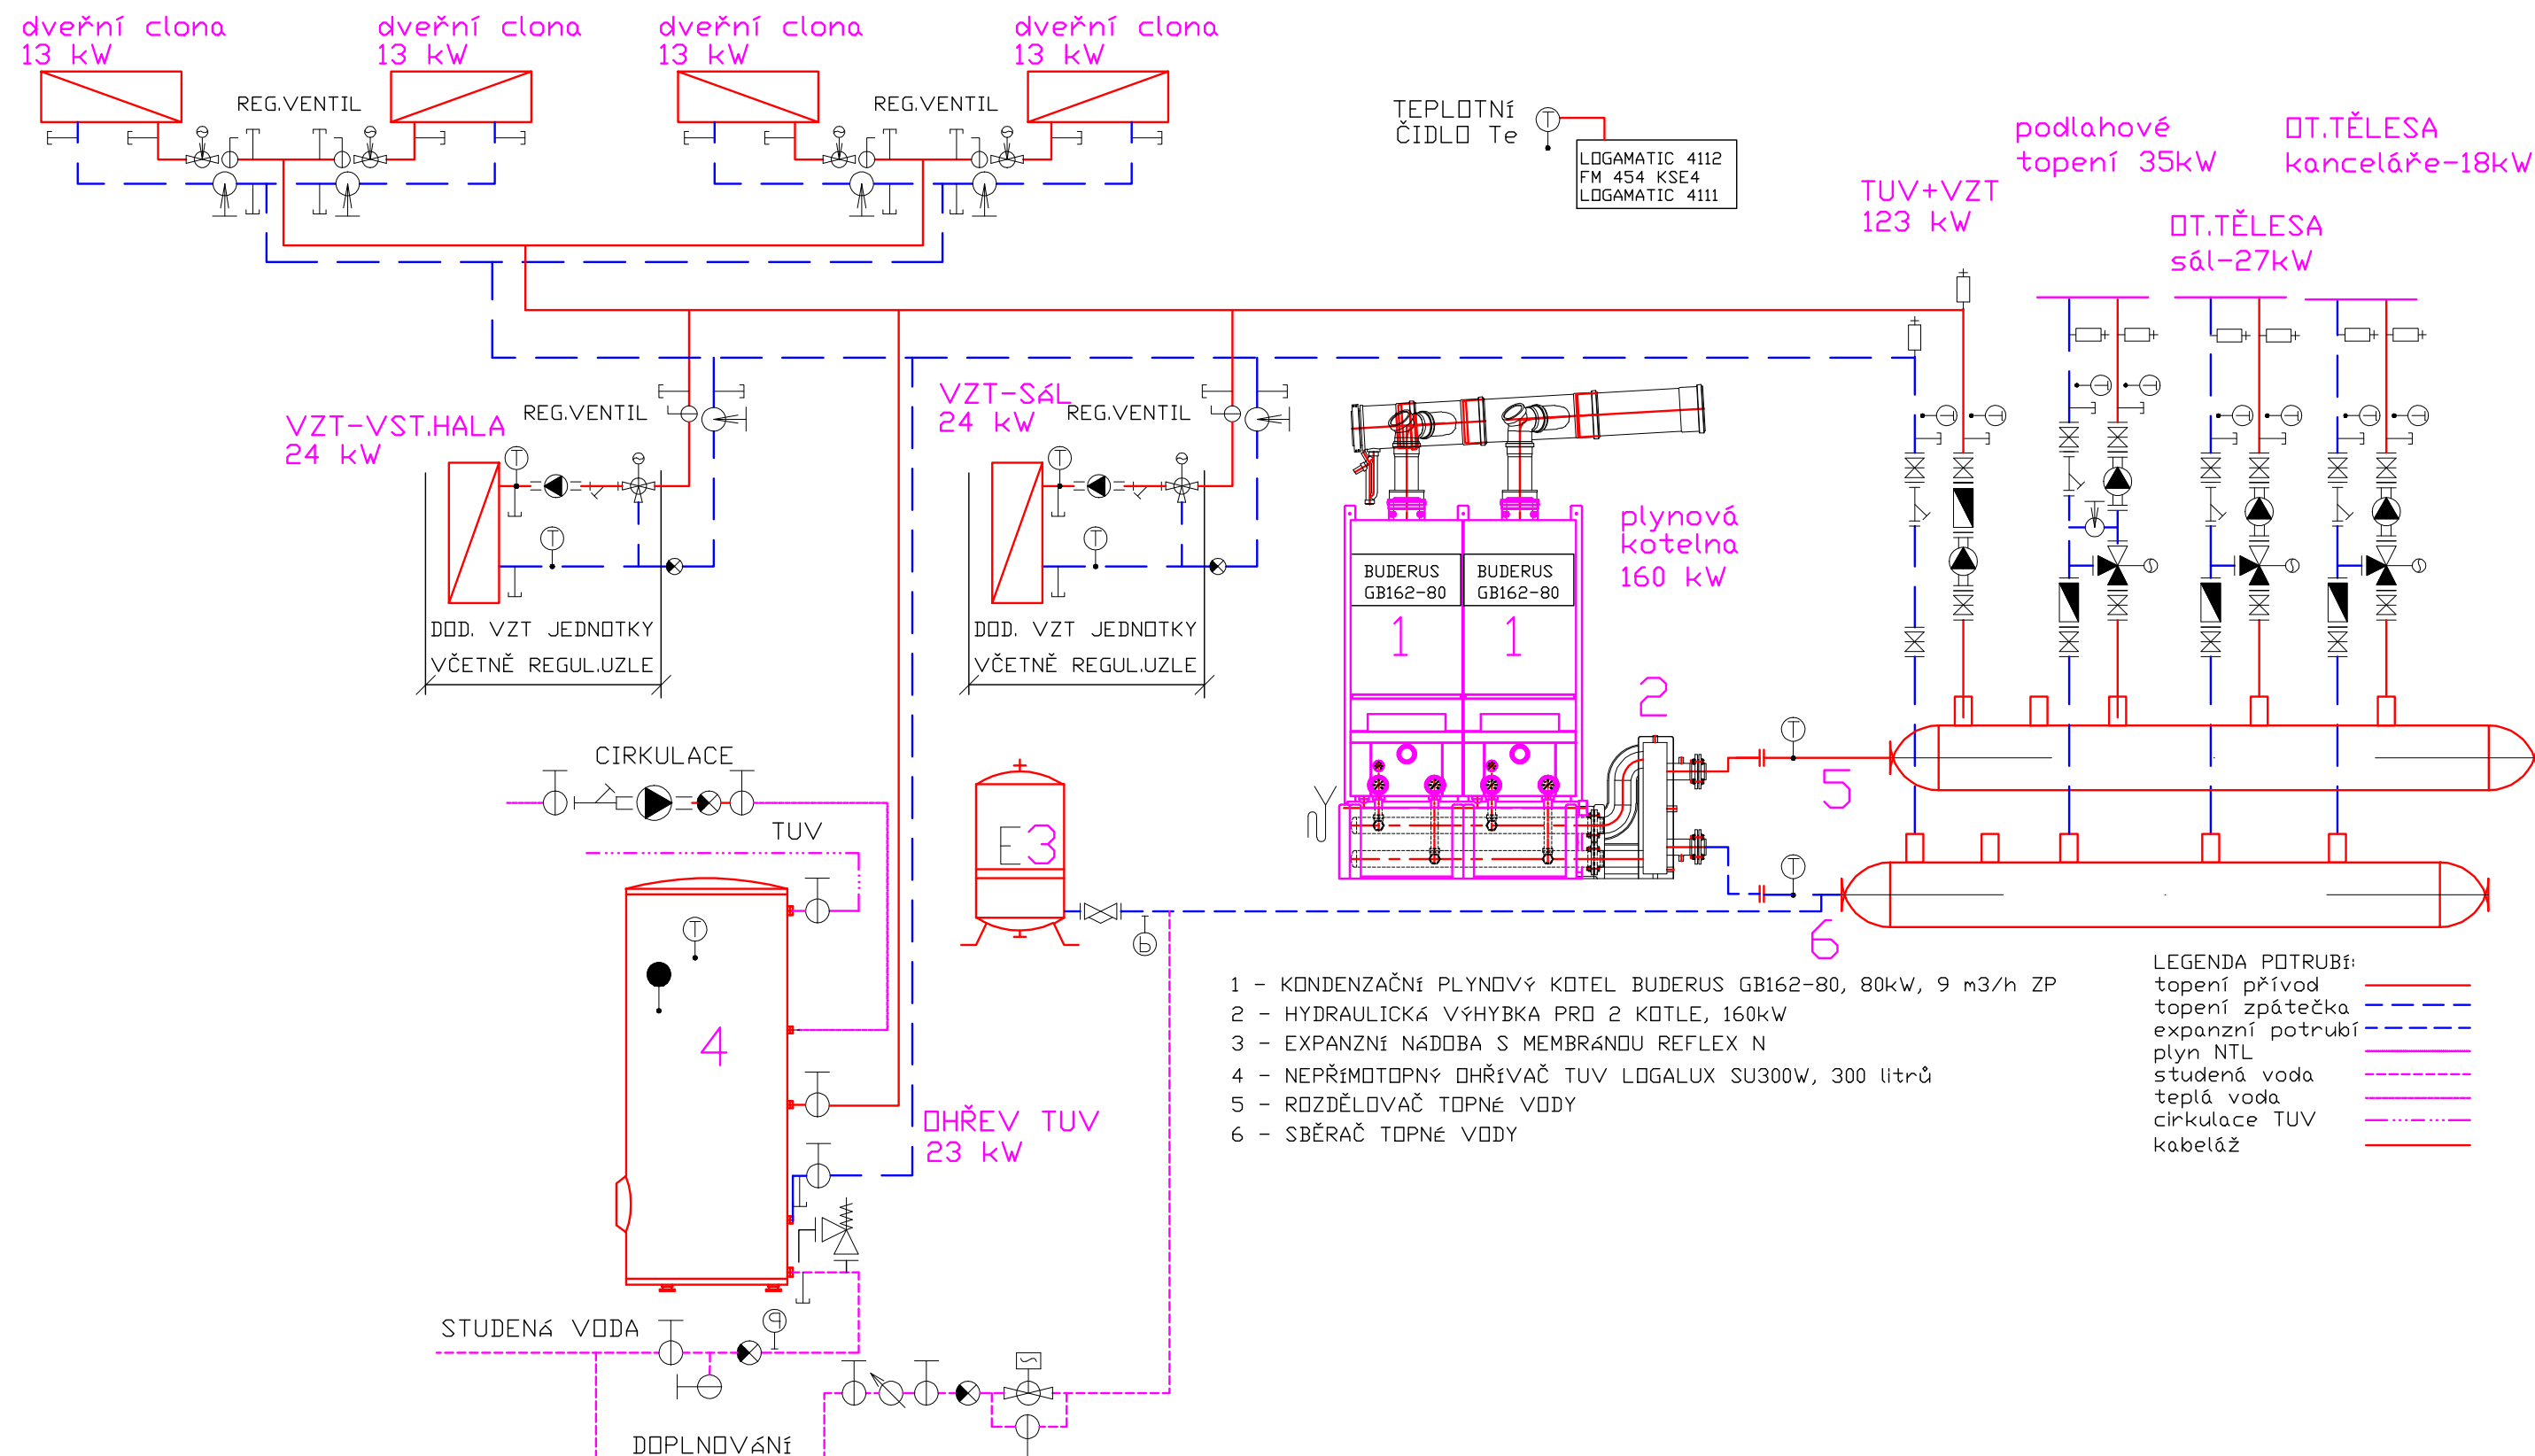 dveřní clona
13 kW
dveřní clona
13 kW
dveřní clona
13 kW
dveřní clona
13 kW
REG.VENTIL
REG.VENTIL
TEPLOTNÍ
ČIDLO Te
T
LOGAMATIC 4112
FM 454 KSE4
LOGAMATIC 4111
TUV+VZT
123 kW
podlahové
topení 35kW
OT.TĚLESA
sál-27kW
OT.TĚLESA
kanceláře-18kW
VZT-VST.HALA
24 kW
REG.VENTIL
VZT-SÁL
24 kW
REG.VENTIL
T
T
T
T
DOD. VZT JEDNOTKY
VČETNĚ REGUL.UZLE
DOD. VZT JEDNOTKY
VČETNĚ REGUL.UZLE
BUDERUS
GB162-80
1
BUDERUS
GB162-80
1
plynová
kotelna
160 kW
2
T
5
T
6
CIRKULACE
TUV
E3
T
4
OHŘEV TUV
23 kW
STUDENÁ VODA
DOPLNOVÁNÍ
1 - KONDENZAČNÍ PLYNOVÝ KOTEL BUDERUS GB162-80, 80kW, 9 m3/h ZP
2 - HYDRAULICKÁ VÝHYBKA PRO 2 KOTLE, 160kW
3 - EXPANZNÍ NÁDOBA S MEMBRÁNOU REFLEX N
4 - NEPŘÍMOTOPNÝ OHŘÍVAČ TUV LOGALUX SU300W, 300 litrů
5 - ROZDĚLOVAČ TOPNÉ VODY
6 - SBĚRAČ TOPNÉ VODY
LEGENDA POTRUBÍ:
topení přívod
topení zpátečka
expanzní potrubí
plyn NTL
studená voda
teplá voda
cirkulace TUV
kabeláž